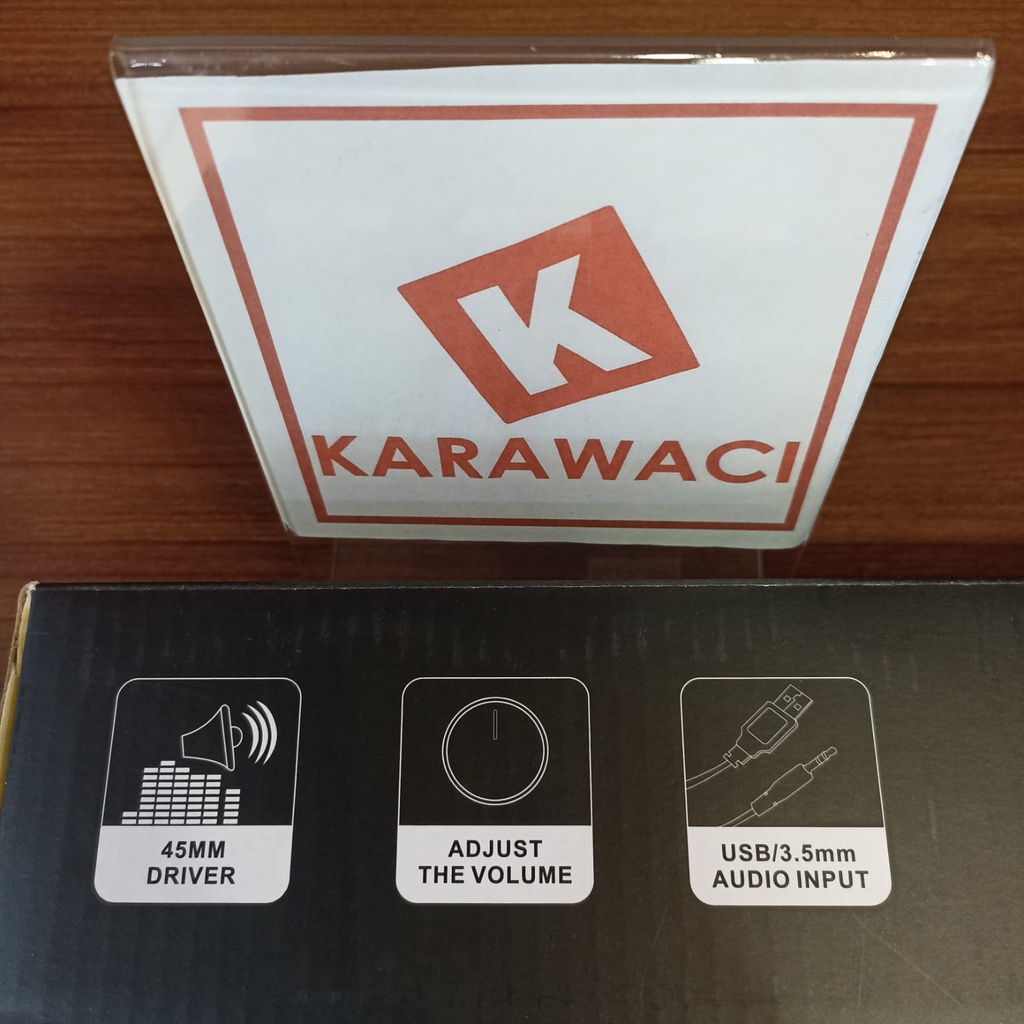 K
KARAWACI
45MM
DRIVER
ADJUST
THE VOLUME
USB/3.5mm
AUDIO INPUT